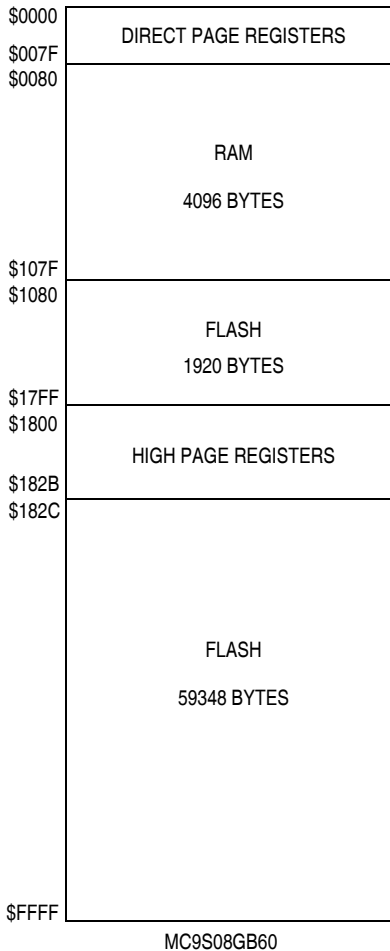 $0000
DIRECT PAGE REGISTERS
$007F
$0080
RAM
4096 BYTES
$107F
$1080
FLASH
1920 BYTES
$17FF
$1800
HIGH PAGE REGISTERS
$182B
$182C
FLASH
59348 BYTES
$FFFF
MC9S08GB60